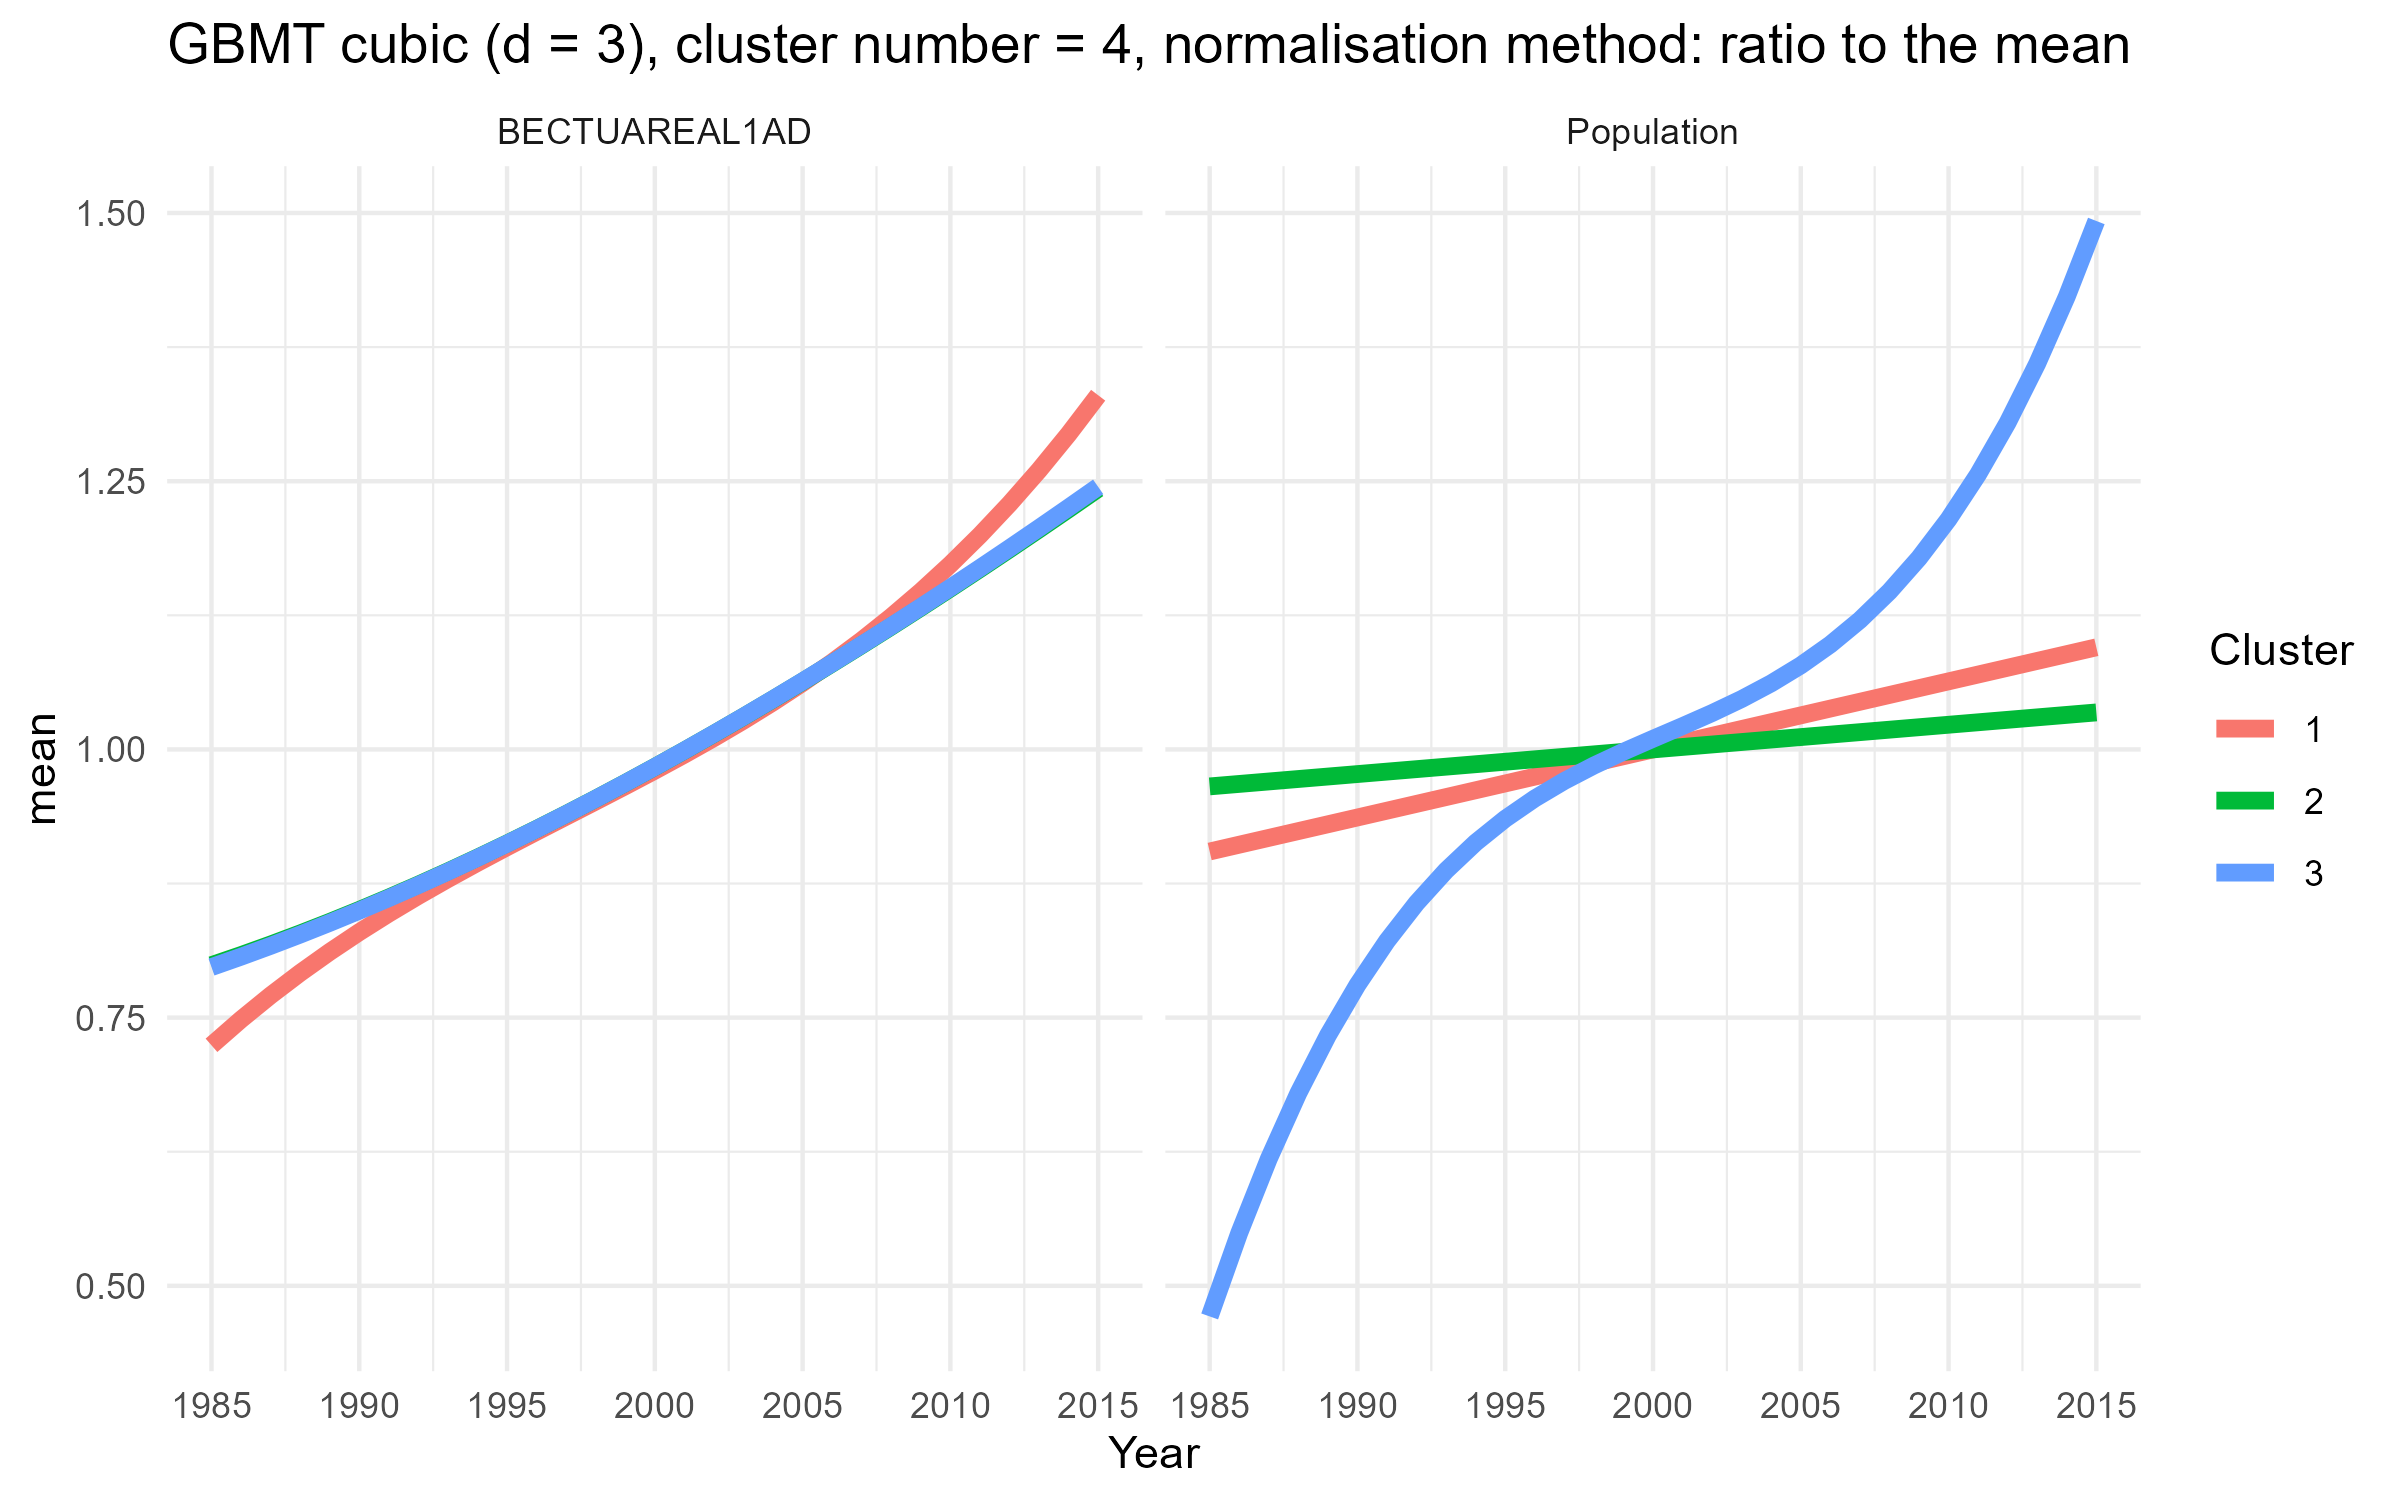 GBMT cubic (d = 3), cluster number = 4, normalisation method: ratio to the mean
BECTUAREAL1AD
Population
1.50
1.25
1.00
0.75
0.50
mean
1985 1990 1995 2000 2005 2010 2015
1985 1990 1995 2000 2005 2010 2015
Year
Cluster
1
2
3